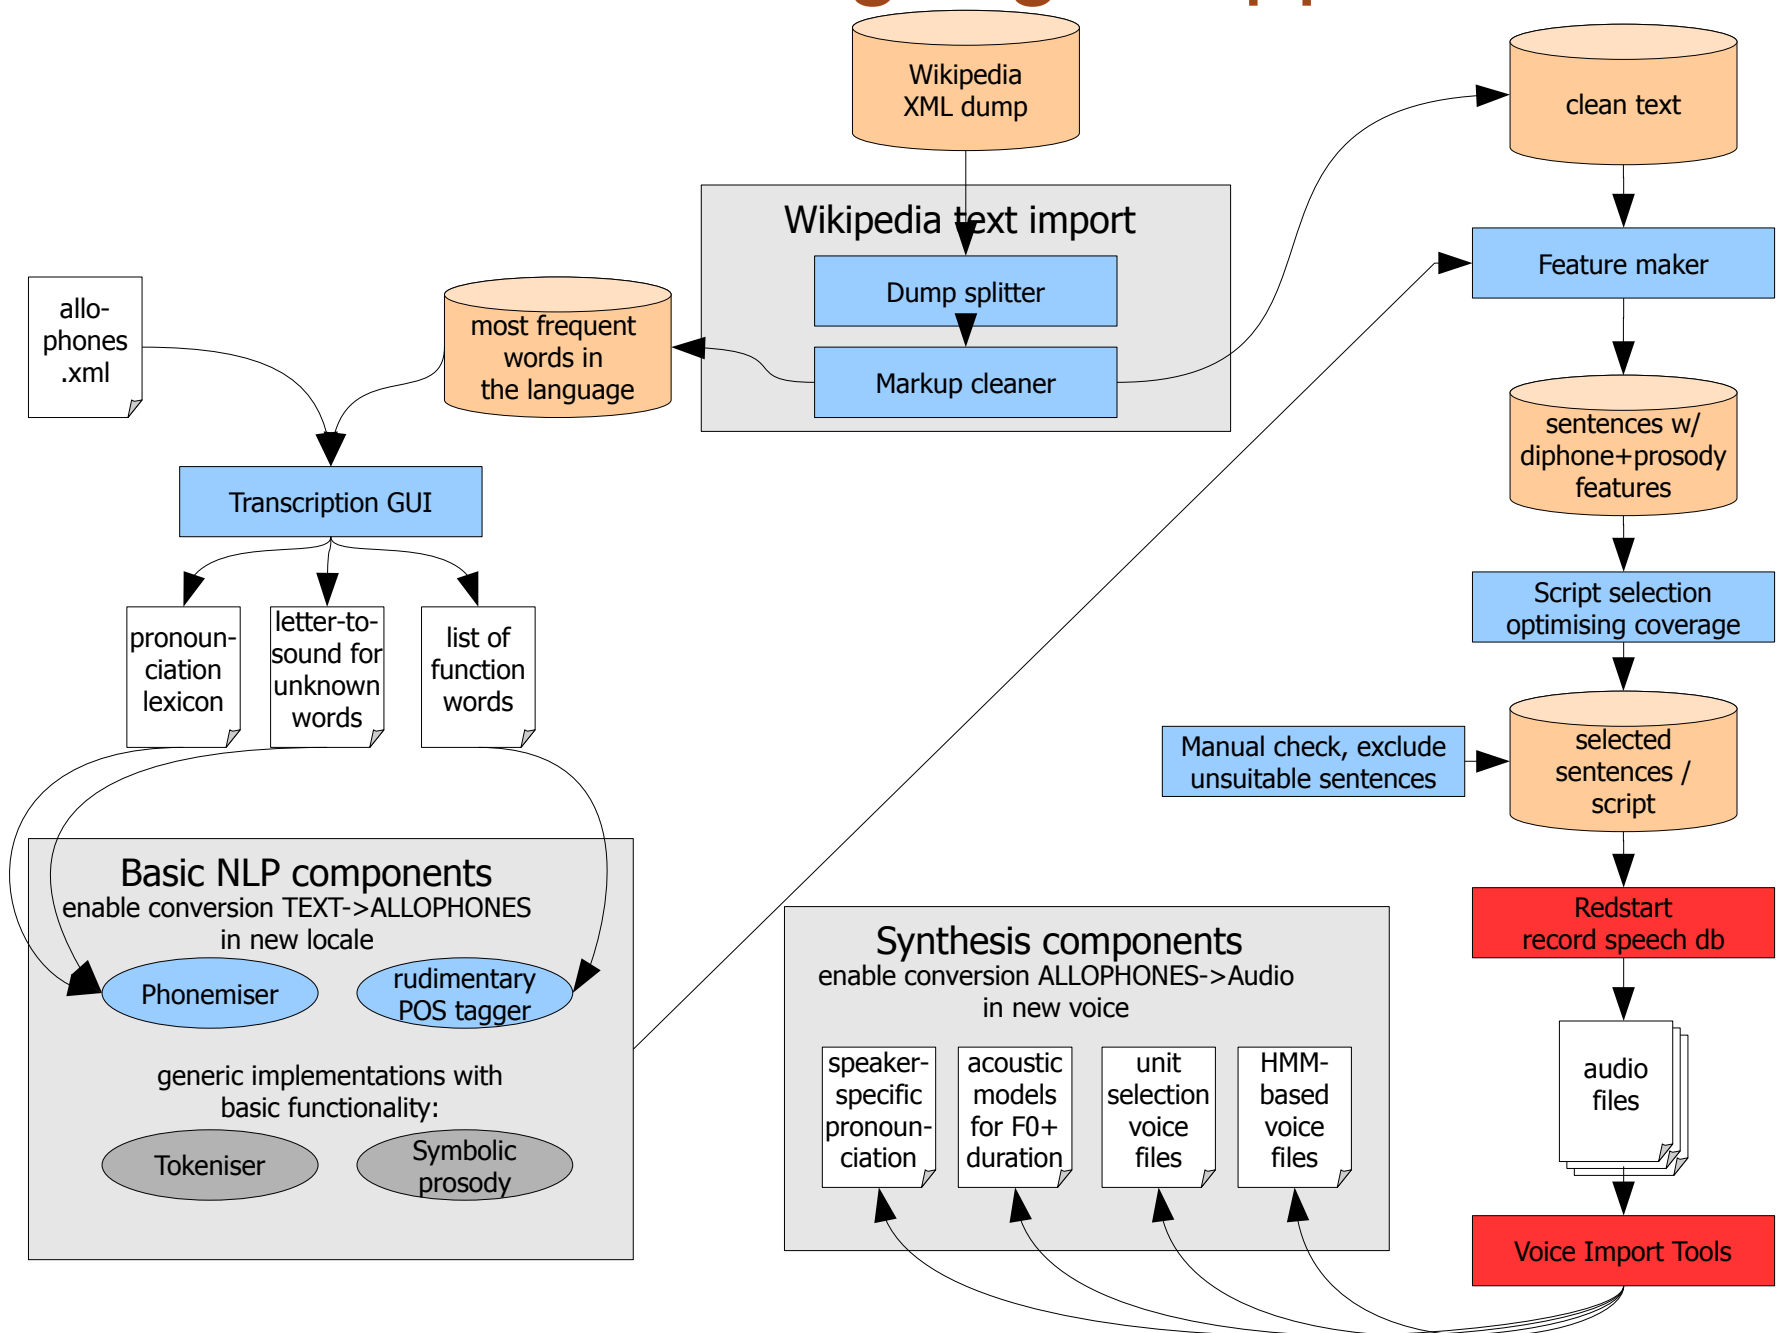 Wikipedia
XML dump
clean text
Wikipedia text import
Dump splitter
Markup cleaner
Feature maker
allo-
phones
.xml
most frequent
words in
the language
sentences w/
diphone+prosody
features
Transcription GUI
Script selection
optimising coverage
pronoun-
ciation
lexicon
letter-to-
sound for
unknown
words
list of
function
words
Manual check, exclude
unsuitable sentences
selected
sentences /
script
Basic NLP components
enable conversion TEXT->ALLOPHONES
in new locale
Phonemiser
rudimentary
POS tagger
generic implementations with
basic functionality:
Tokeniser
Symbolic
prosody
Synthesis components
enable conversion ALLOPHONES->Audio
in new voice
speaker-
specific
pronoun-
ciation
acoustic
models
for F0+
duration
unit
selection
voice
files
HMM-
based
voice
files
Redstart
record speech db
audio
files
Voice Import Tools